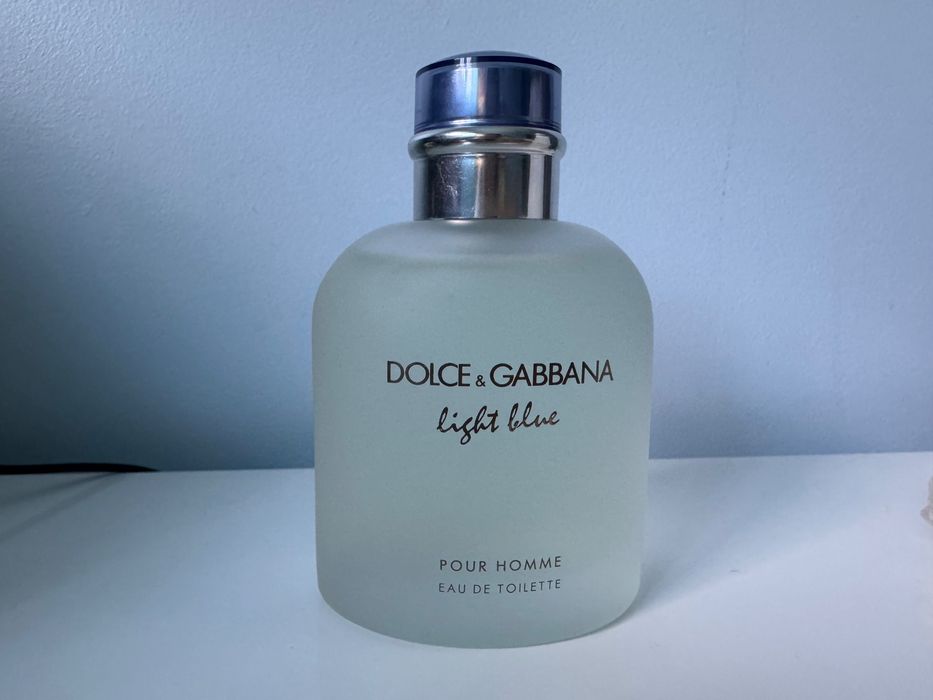 DOLCE & GABBANA
light blue
POUR HOMME
EAU DE TOILETTE